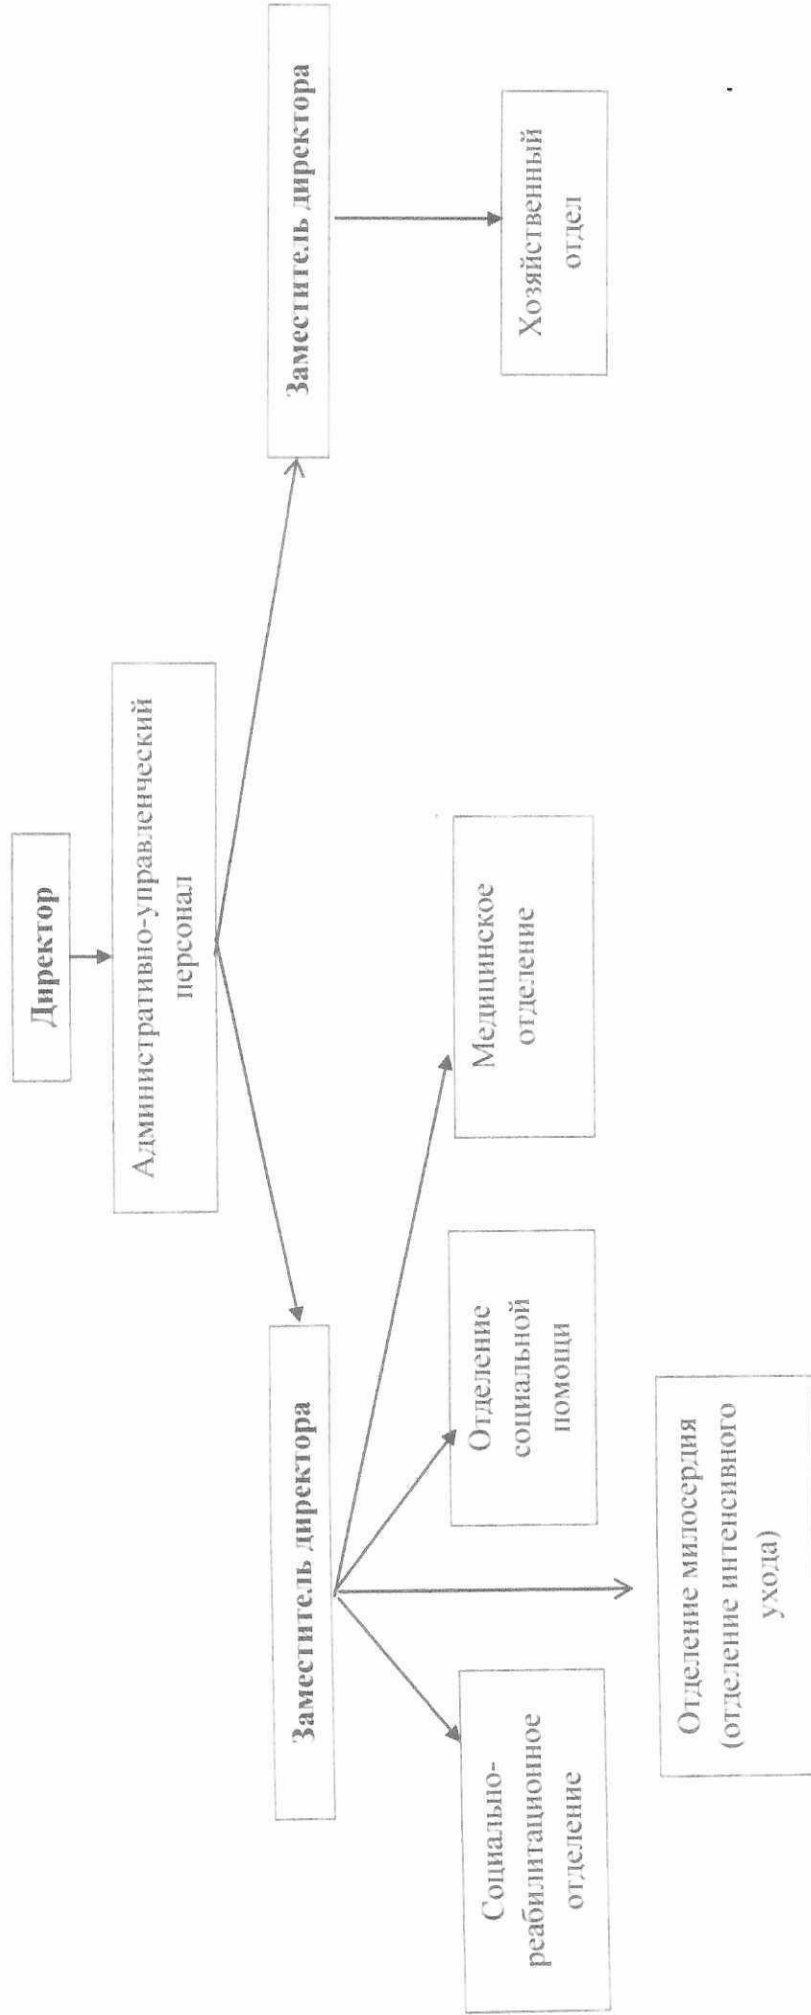 Директор
Административно-управленческий
персонал
Заместитель директора
Заместитель директора
Социально-
реабилитационное
отделение
Отделение
социальной
помощи
Медицинское
отделение
Хозяйственный
отдел
Отделение милосердия
(отделение интенсивного
ухода)